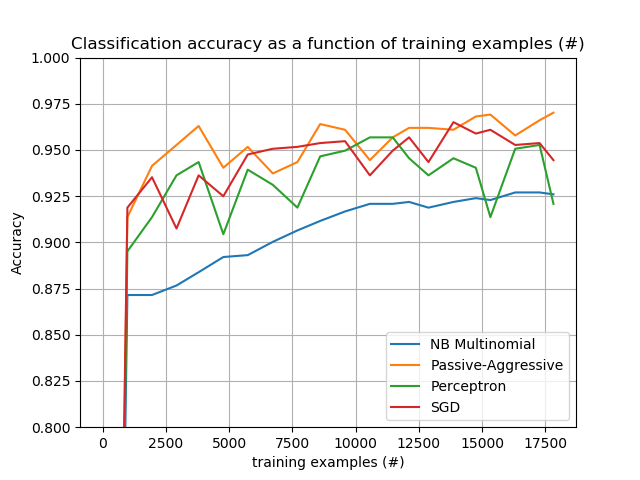 Classification accuracy as a function of training examples (#)
1.000
0.975
0.950
0.925
0.900
0.875
0.850
0.825
0.800
Accuracy
NB Multinomial
Passive-Aggressive
Perceptron
SGD
0 2500 5000 7500 10000 12500 15000 17500
training examples (#)